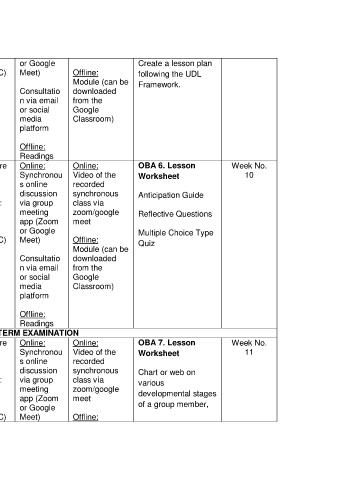 C)
or Google
Meet)
Consultatio
n via email
or social
media
platform
Offline:
Readings
Offline:
Module (can be
downloaded
from the
Google
Classroom)
Create a lesson plan
following the UDL
Framework.
re
:
C)
Online:
Synchronou
s online
discussion
via group
meeting
app (Zoom
or Google
Meet)
Consultatio
n via email
or social
media
platform
Offline:
Readings
Online:
Video of the
recorded
synchronous
class via
zoom/google
meet
Offline:
Module (can be
downloaded
from the
Google
Classroom)
OBA 6. Lesson
Worksheet
Anticipation Guide
Reflective Questions
Multiple Choice Type
Quiz
Week No.
10
TERM EXAMINATION
re
:
C)
Online:
Synchronou
s online
discussion
via group
meeting
app (Zoom
or Google
Meet)
Online:
Video of the
recorded
synchronous
class via
zoom/google
meet
Offline:
OBA 7. Lesson
Worksheet
Chart or web on
various
developmental stages
of a group member,
Week No.
11